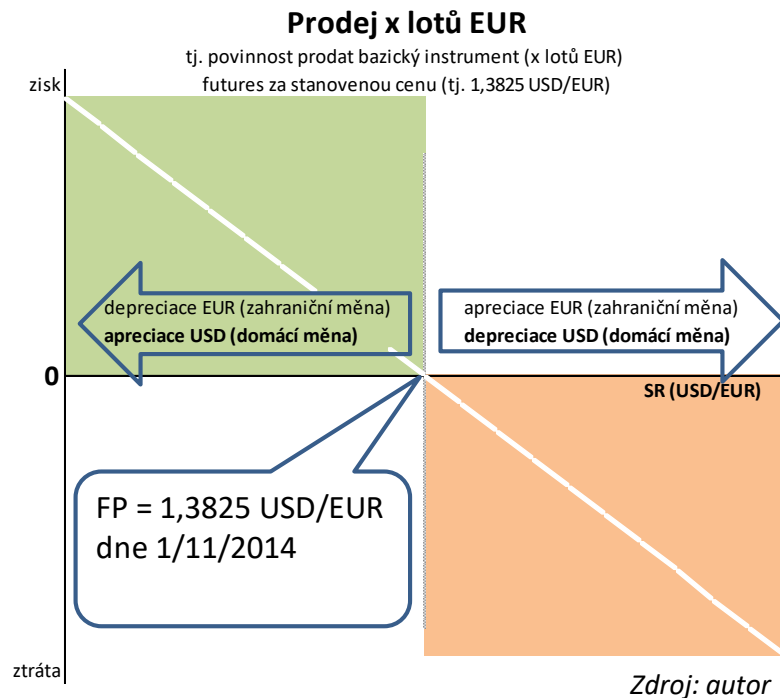 Prodej x lotů EUR
tj. povinnost prodat bazický instrument (x lotů EUR)
futures za stanovenou cenu (tj. 1,3825 USD/EUR)
zisk
depreciace EUR (zahraniční měna)
apreciace USD (domácí měna)
apreciace EUR (zahraniční měna)
depreciace USD (domácí měna)
0
SR (USD/EUR)
FP = 1,3825 USD/EUR
dne 1/11/2014
ztráta
Zdroj: autor